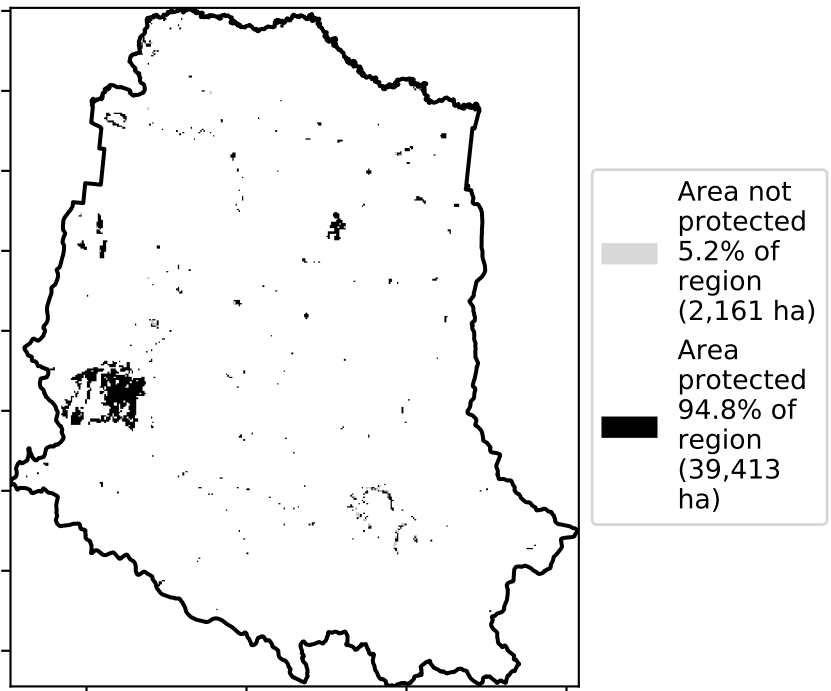 Area not
protected
5.2% of
region
(2,161 ha)
Area
protected
94.8% of
region
(39,413
ha)